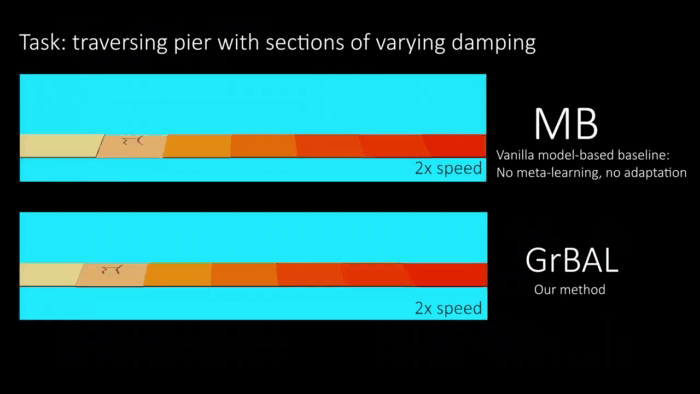 Task: traversing pier with sections of varying damping
MB
Vanilla model-based baseline:
No meta-learning, no adaptation
2x speed
GrBAL
Our method
2x speed